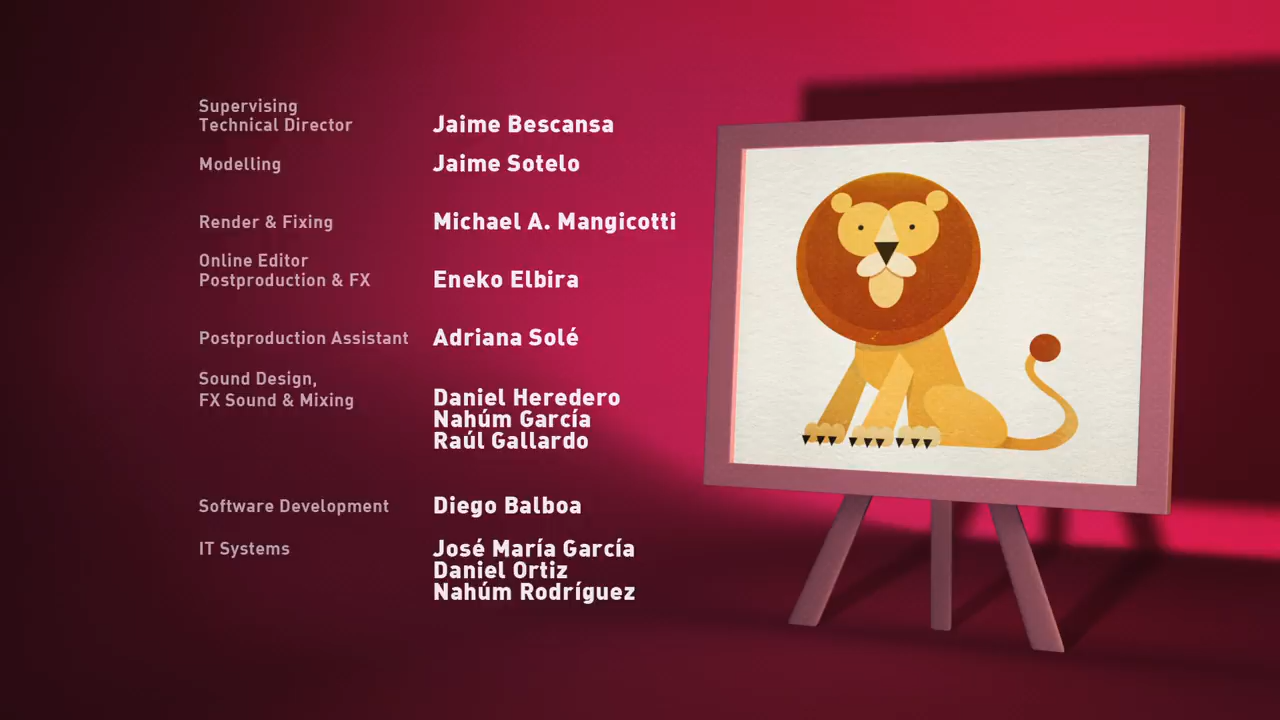 Supervising
Technical Director
Jaime Bescansa
Modelling
Jaime Sotelo
Render & Fixing
Michael A. Mangicotti
Online Editor
Postproduction & FX
Eneko Elbira
Postproduction Assistant
Adriana Solé
Sound Design,
FX Sound & Mixing
Daniel Heredero
Nahúm García
Raúl Gallardo
Software Development
Diego Balboa
IT Systems
José María García
Daniel Ortiz
Nahúm Rodríguez